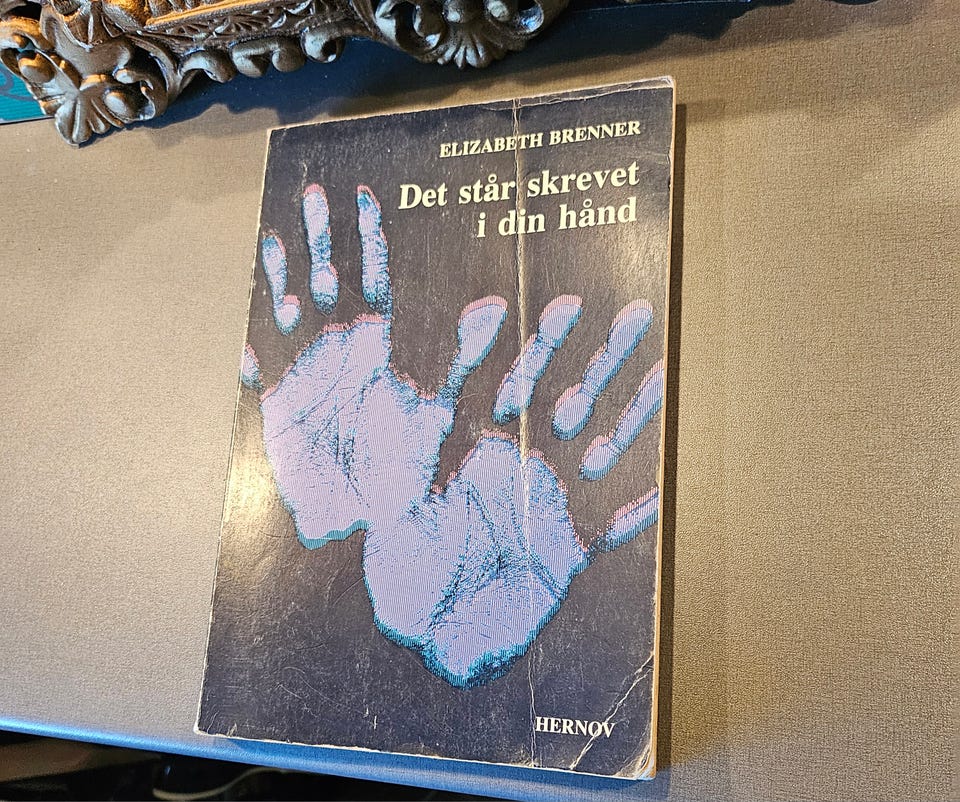 ELIZABETH BRENNER
Det står skrevet
i din hånd
HERNOV